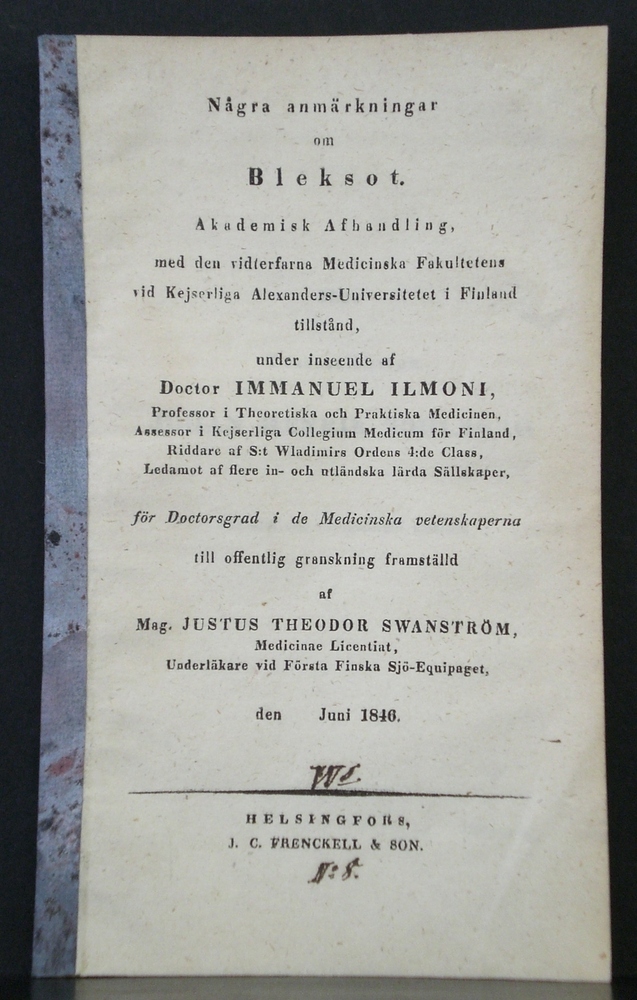 Några anmärkningar
om
Bleksot.
Akademisk Afhandling,
med den vidterfarna Medicinska Fakultetens
vid Kejserliga Alexanders-Universitetet i Finland
tillstånd,
under inseende af
Doctor IMMANUEL ILMONI,
Professor i Theoretiska och Praktiska Medicinen,
Assessor i Kejserliga Collegium Medicum för Finland,
Riddare af S:t Wladimirs Ordens 4:de Class,
Ledamot af flere in- och utländska lärda Sällskaper,
för Doctorsgrad i de Medicinska vetenskaperna
till offentlig granskning framställd
af
Mag. JUSTUS THEODOR SWANSTRÖM,
Medicinae Licentiat,
Underläkare vid Första Finska Sjö-Equipaget,
den Juni 1846.
HELSINGFORS,
J. C. FRENCKELL & SON.
N:8.